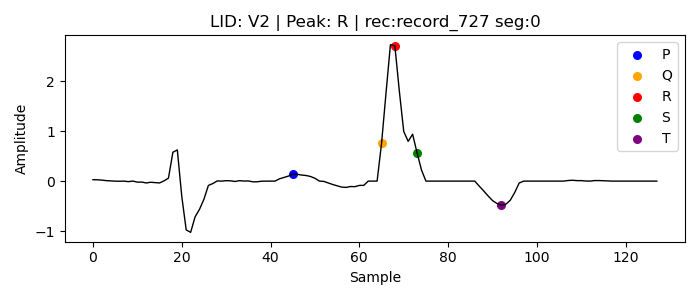 LID: V2 | Peak: R | rec:record_727 seg:0
Amplitude
2
1
0
−1
P
Q
R
S
T
0
20
40
60
80
100
120
Sample